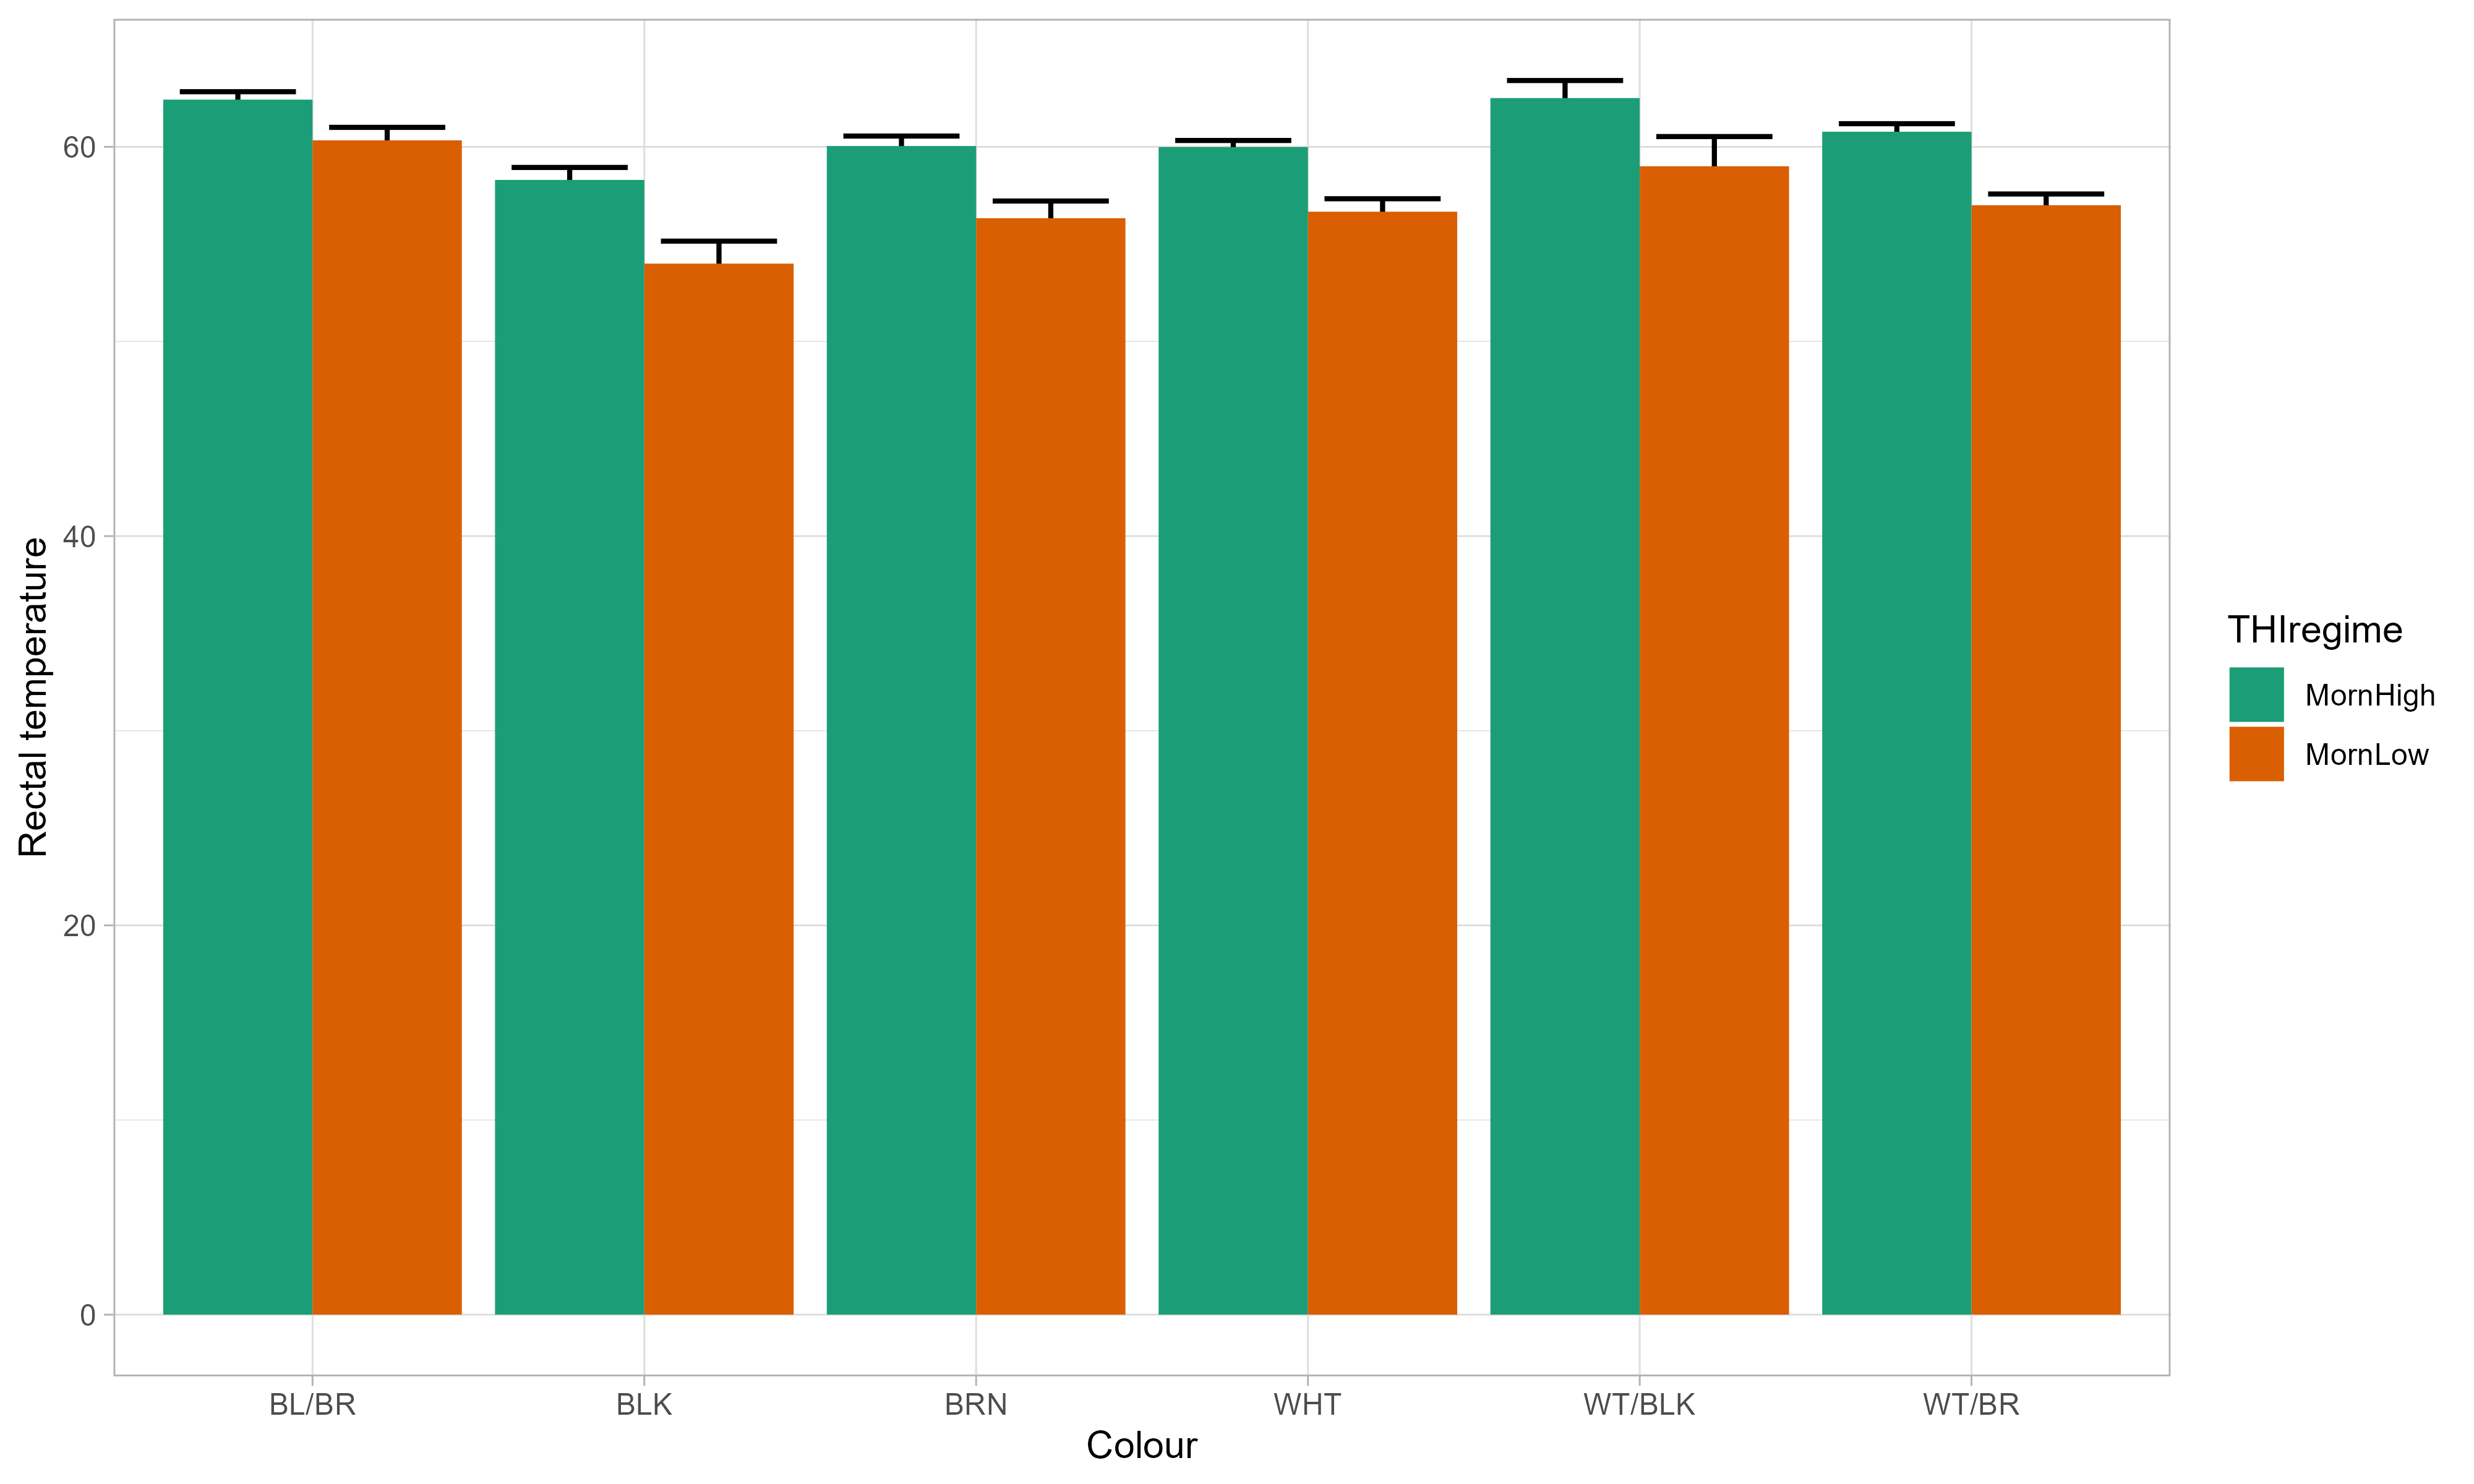 60
40
20
0
Rectal temperature
BL/BR BLK BRN WHT WT/BLK WT/BR
Colour
THIregime
MornHigh
MornLow